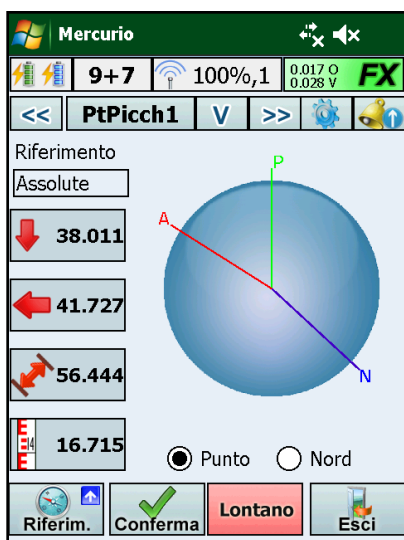 Mercurio
9+7 100%,1 0.017 O FX
0.028 V
<< PtPicch1 V >>
Riferimento
Assolute
38.011
41.727
56.444
14 16.715
P
A
N
Punto Nord
Riferim. Conferma Lontano Esci